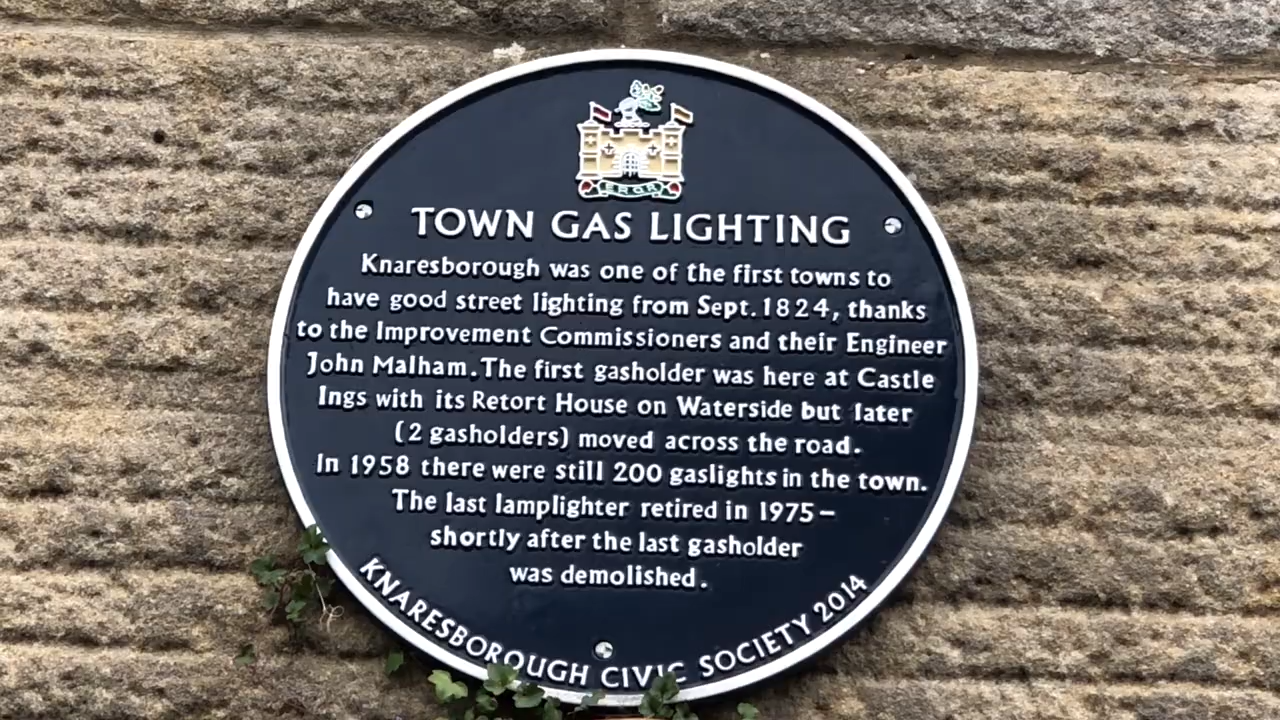 TOWN GAS LIGHTING
Knaresborough was one of the first towns to
have good street lighting from Sept. 1824, thanks
to the Improvement Commissioners and their Engineer
John Malham. The first gasholder was here at Castle
Ings with its Retort House on Waterside but later
(2 gasholders) moved across the road.
In 1958 there were still 200 gaslights in the town.
The last lamplighter retired in 1975 –
shortly after the last gasholder
was demolished.
KNARESBOROUGH CIVIC SOCIETY 2014